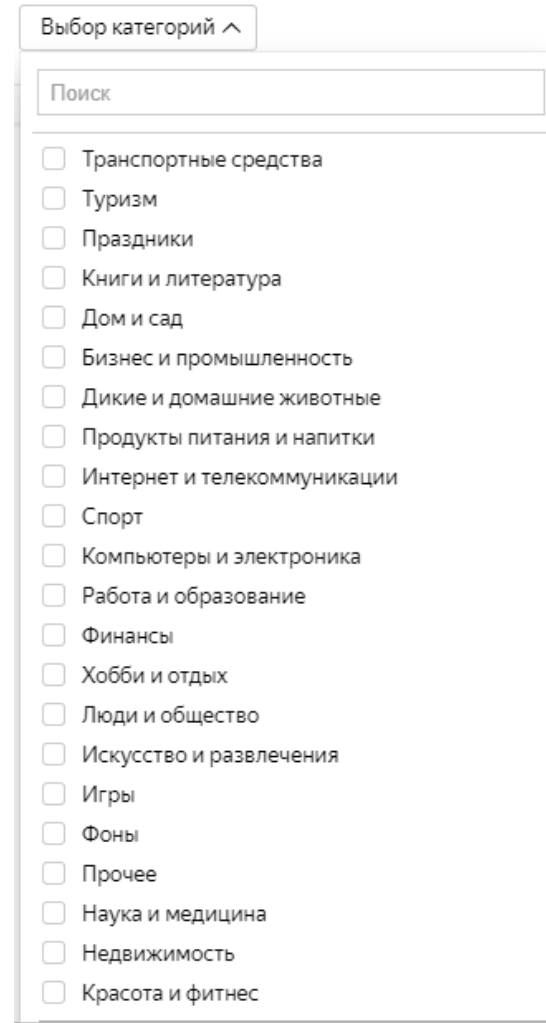 Выбор категорий
Поиск
Транспортные средства
Туризм
Праздники
Книги и литература
Дом и сад
Бизнес и промышленность
Дикие и домашние животные
Продукты питания и напитки
Интернет и телекоммуникации
Спорт
Компьютеры и электроника
Работа и образование
Финансы
Хобби и отдых
Люди и общество
Искусство и развлечения
Игры
Фоны
Прочее
Наука и медицина
Недвижимость
Красота и фитнес